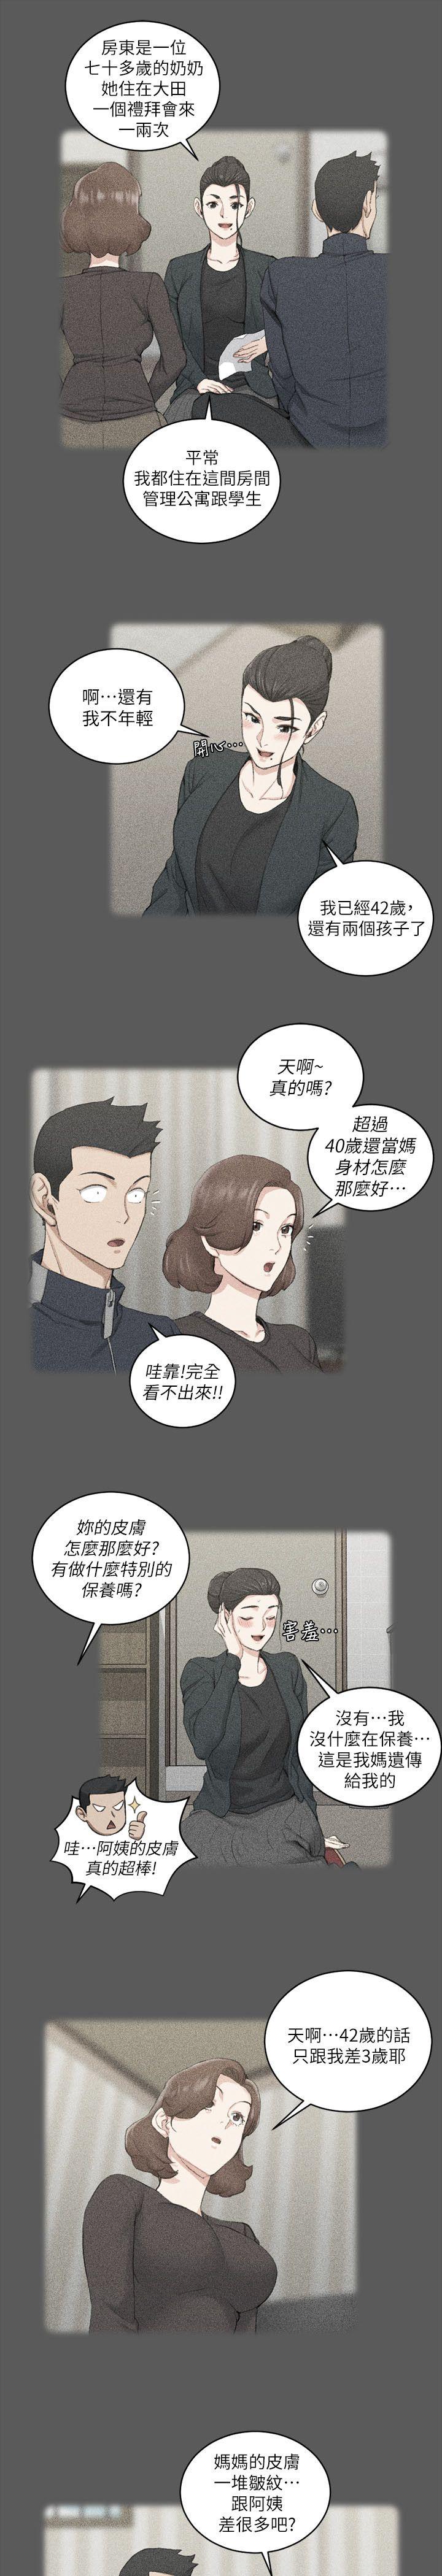 房東是一位
七十多歲的奶奶
她住在大田
一個禮拜會來
一兩次
平常
我都住在這間房間
管理公寓跟學生
啊⋯還有
我不年輕
開心⋯
我已經42歲,
還有兩個孩子了
天啊~
真的嗎?
超過
40歲還當媽
身材怎麼
那麼好⋯
哇靠!完全
看不出來!!
妳的皮膚
怎麼那麼好?
有做什麼特別的
保養嗎?
害羞⋯
沒有⋯我
沒什麼在保養⋯
這是我媽遺傳
給我的
哇⋯阿姨的皮膚
真的超棒!
天啊⋯42歲的話
只跟我差3歲耶
媽媽的皮膚
一堆皺紋⋯
跟阿姨
差很多吧?